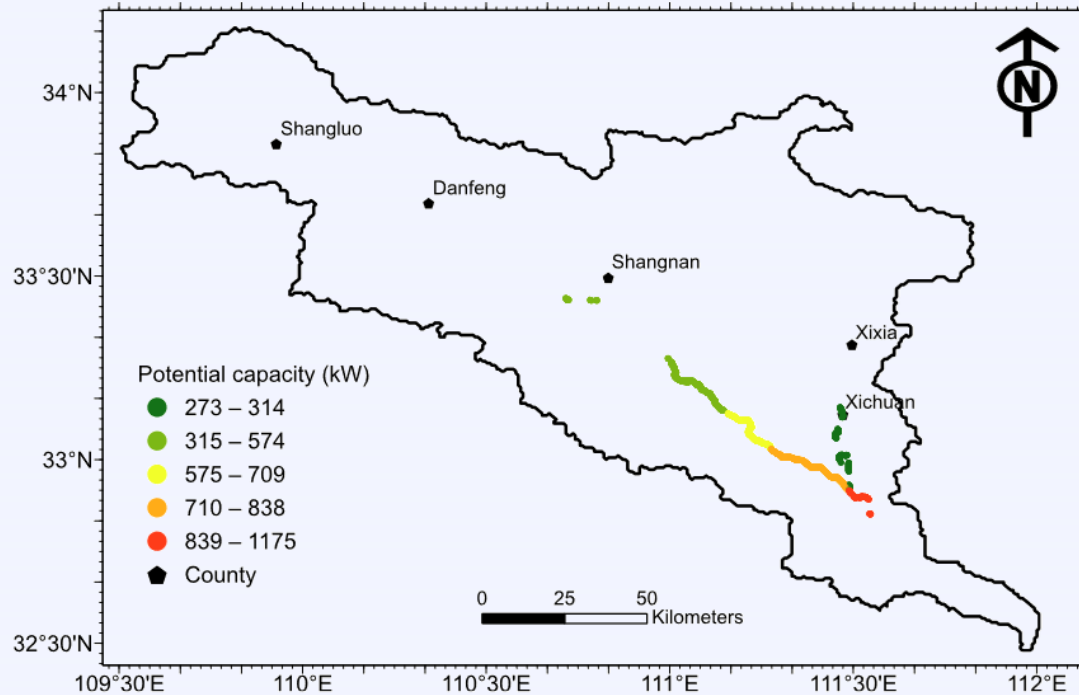 N
34°N
Shangluo
Danfeng
33°30'N
Shangnan
Xixia
Potential capacity (kW)
273 – 314
Xichuan
315 – 574
33°N
575 – 709
710 – 838
839 – 1175
County
0 25 50
Kilometers
32°30'N
109°30'E 110°E 110°30'E 111°E 111°30'E 112°E